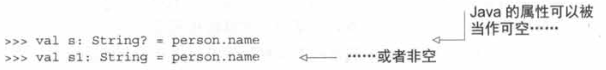 Java 的属性可以被
当作可空……
>>> val s: String? = person.name
>>> val s1: String = person.name
……或者非空